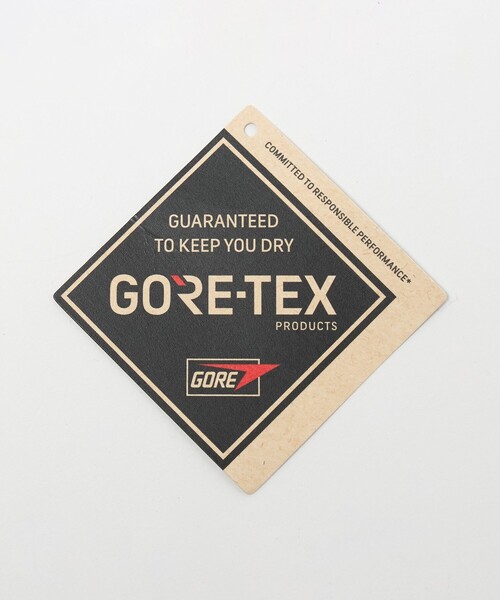 COMMITTED TO RESPONSIBLE PERFORMANCE*
GUARANTEED
TO KEEP YOU DRY
GORE-TEX
PRODUCTS
GORE